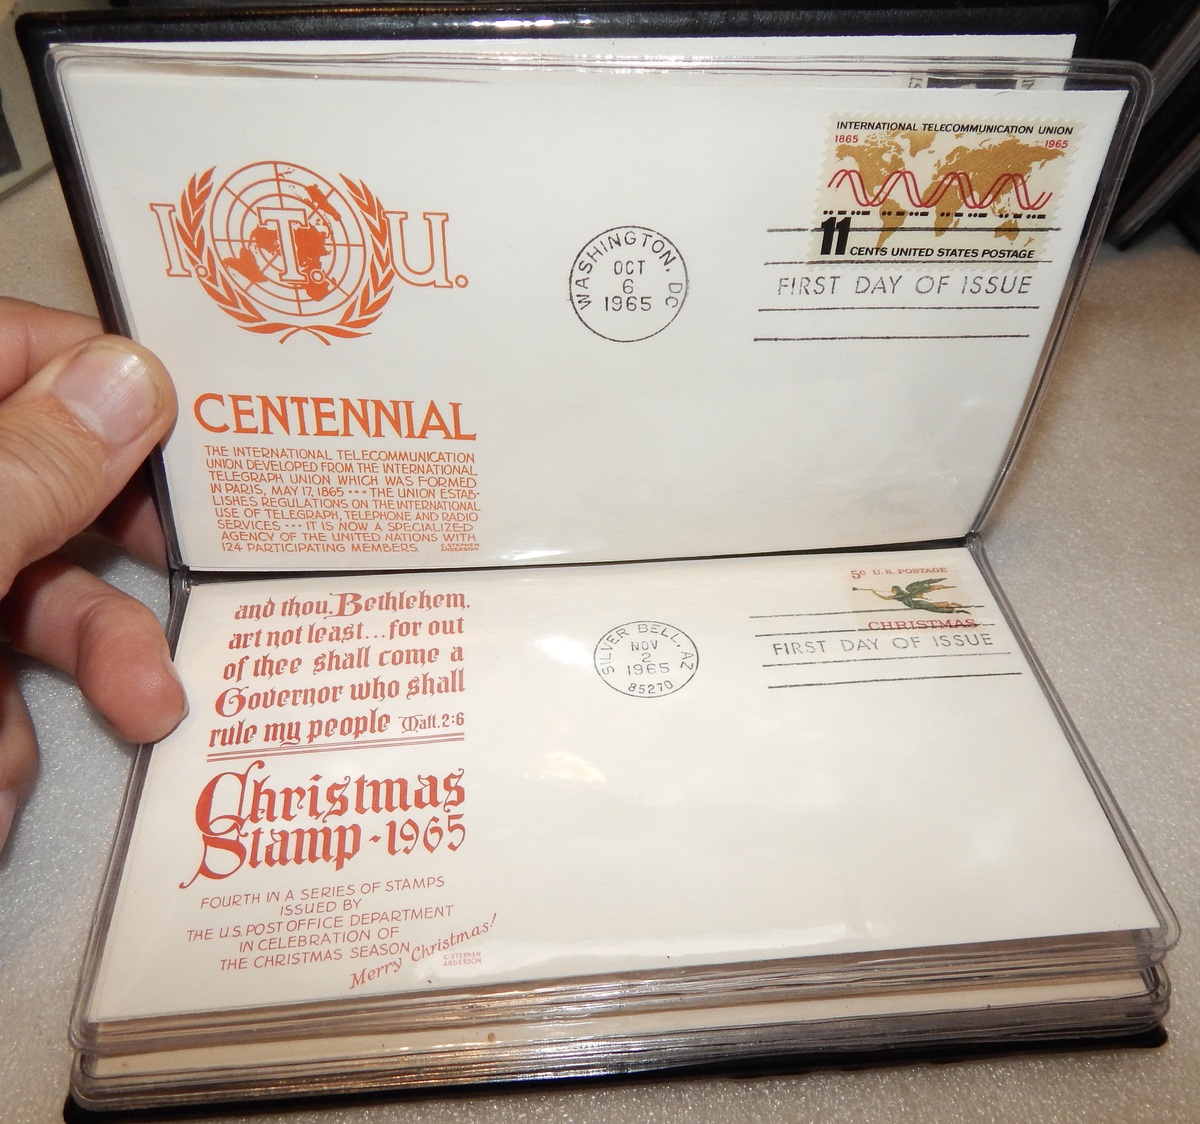 I.T.U.
CENTENNIAL
THE INTERNATIONAL TELECOMMUNICATION
UNION DEVELOPED FROM THE INTERNATIONAL
TELEGRAPH UNION WHICH WAS FORMED
IN PARIS, MAY 17, 1865 --- THE UNION ESTAB-
LISHES REGULATIONS ON THE INTERNATIONAL
USE OF TELEGRAPH, TELEPHONE AND RADIO
SERVICES --- IT IS NOW A SPECIALIZED
AGENCY OF THE UNITED NATIONS WITH
124 PARTICIPATING MEMBERS.
C. STEPHEN
ANDERSON
WASHINGTON, DC
OCT
6
1965
INTERNATIONAL TELECOMMUNICATION UNION
1865 1965
11 CENTS UNITED STATES POSTAGE
FIRST DAY OF ISSUE
and thou, Bethlehem,
art not least...for out
of thee shall come a
Governor who shall
rule my people Matt. 2:6
Christmas
Stamp - 1965
FOURTH IN A SERIES OF STAMPS
ISSUED BY
THE U.S. POST OFFICE DEPARTMENT
IN CELEBRATION OF
THE CHRISTMAS SEASON
Merry Christmas!
C. STEPHEN
ANDERSON
SILVER BELL, AZ
NOV
2
1965
85270
5c U.S. POSTAGE
CHRISTMAS
FIRST DAY OF ISSUE